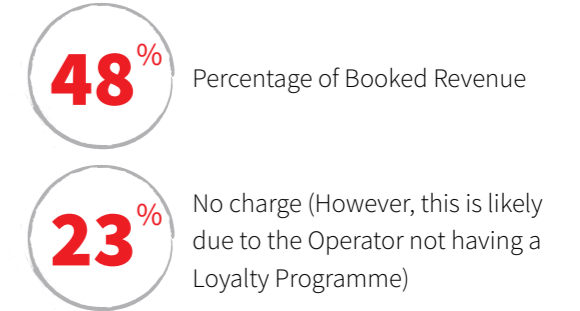 48%
Percentage of Booked Revenue
23%
No charge (However, this is likely
due to the Operator not having a
Loyalty Programme)